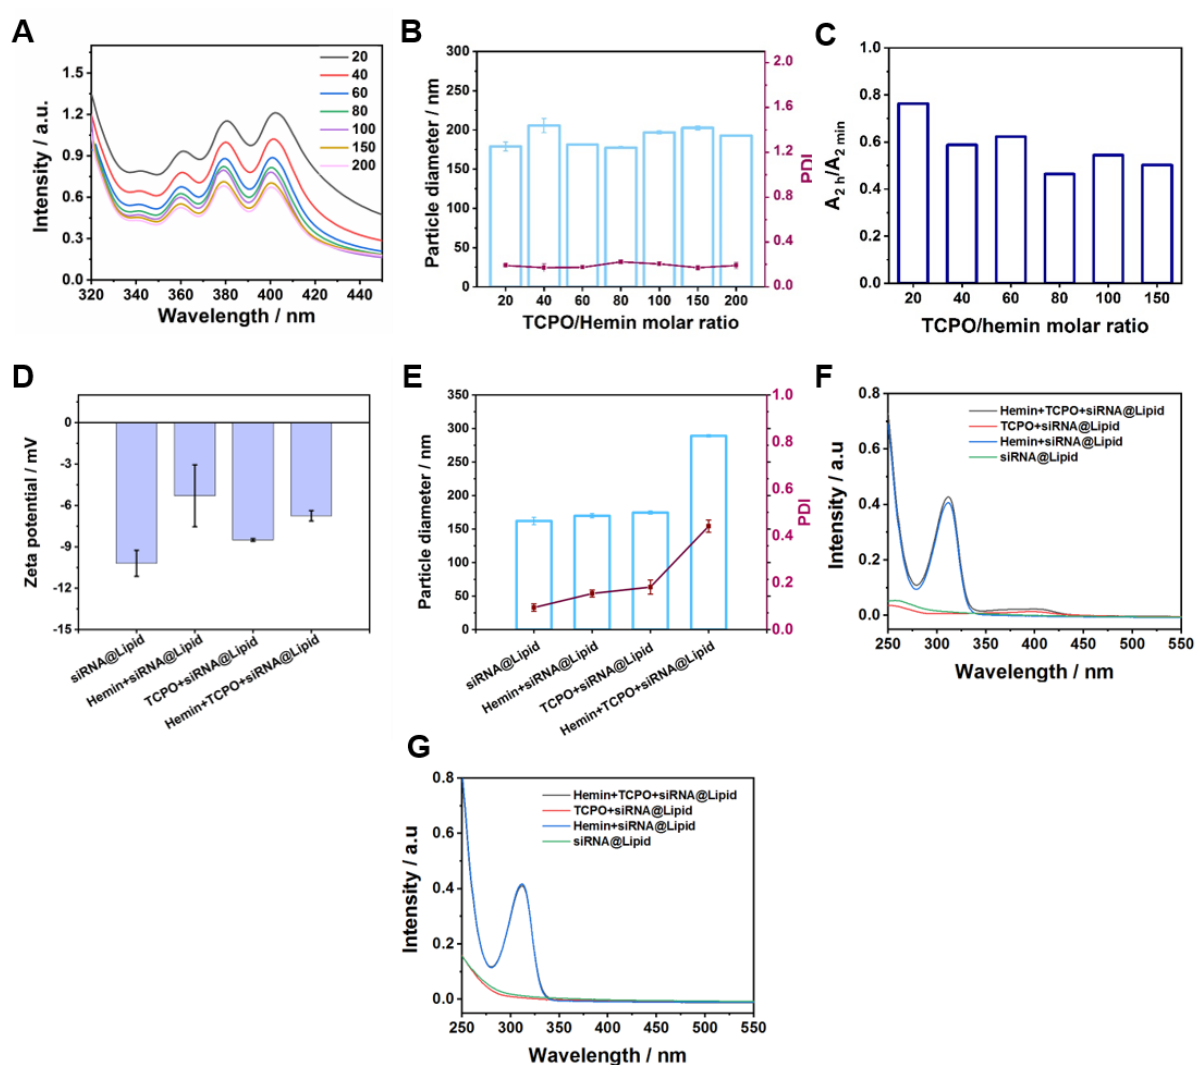 A
Intensity / a.u.
1.5
1.2
0.9
0.6
0.3
0.0
320
340
360
380
400
420
440
Wavelength / nm
20
40
60
80
100
150
200
B
Particle diameter / nm
300
250
200
150
100
50
0
20
40
60
80
100
150
200
TCPO/Hemin molar ratio
2.0
1.6
1.2
0.8
0.4
0.0
PDI
C
A2 h/A2 min
1.0
0.8
0.6
0.4
0.2
0.0
20
40
60
80
100
150
TCPO/hemin molar ratio
D
Zeta potential / mV
0
-3
-6
-9
-12
-15
siRNA@Lipid
Hemin+siRNA@Lipid
TCPO+siRNA@Lipid
Hemin+TCPO+siRNA@Lipid
E
Particle diameter / nm
350
300
250
200
150
100
50
0
siRNA@Lipid
Hemin+siRNA@Lipid
TCPO+siRNA@Lipid
Hemin+TCPO+siRNA@Lipid
1.0
0.8
0.6
0.4
0.2
0.0
PDI
F
Intensity / a.u
0.8
0.6
0.4
0.2
0.0
250
300
350
400
450
500
550
Wavelength / nm
Hemin+TCPO+siRNA@Lipid
TCPO+siRNA@Lipid
Hemin+siRNA@Lipid
siRNA@Lipid
G
Intensity / a.u
0.8
0.6
0.4
0.2
0.0
250
300
350
400
450
500
550
Wavelength / nm
Hemin+TCPO+siRNA@Lipid
TCPO+siRNA@Lipid
Hemin+siRNA@Lipid
siRNA@Lipid